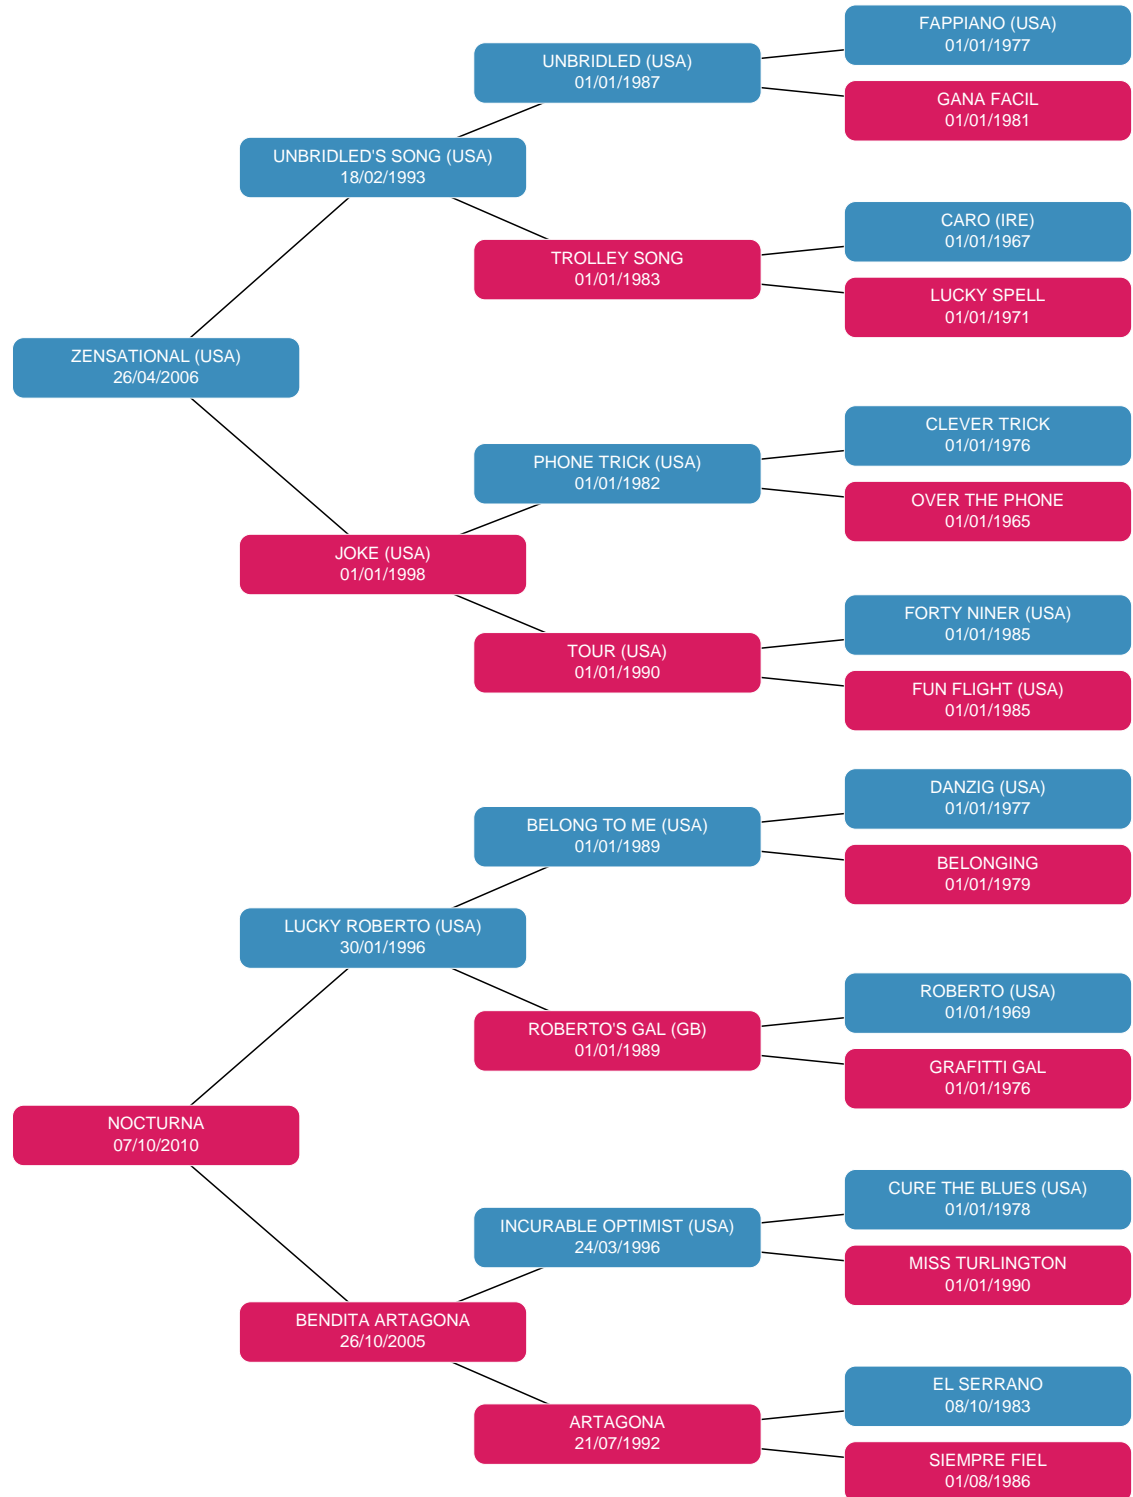 FAPPIANO (USA)
01/01/1977
UNBRIDLED (USA)
01/01/1987
GANA FACIL
01/01/1981
UNBRIDLED'S SONG (USA)
18/02/1993
CARO (IRE)
01/01/1967
TROLLEY SONG
01/01/1983
LUCKY SPELL
01/01/1971
ZENSATIONAL (USA)
26/04/2006
CLEVER TRICK
01/01/1976
PHONE TRICK (USA)
01/01/1982
OVER THE PHONE
01/01/1965
JOKE (USA)
01/01/1998
FORTY NINER (USA)
01/01/1985
TOUR (USA)
01/01/1990
FUN FLIGHT (USA)
01/01/1985
DANZIG (USA)
01/01/1977
BELONG TO ME (USA)
01/01/1989
BELONGING
01/01/1979
LUCKY ROBERTO (USA)
30/01/1996
ROBERTO (USA)
01/01/1969
ROBERTO'S GAL (GB)
01/01/1989
GRAFITTI GAL
01/01/1976
NOCTURNA
07/10/2010
CURE THE BLUES (USA)
01/01/1978
INCURABLE OPTIMIST (USA)
24/03/1996
MISS TURLINGTON
01/01/1990
BENDITA ARTAGONA
26/10/2005
EL SERRANO
08/10/1983
ARTAGONA
21/07/1992
SIEMPRE FIEL
01/08/1986